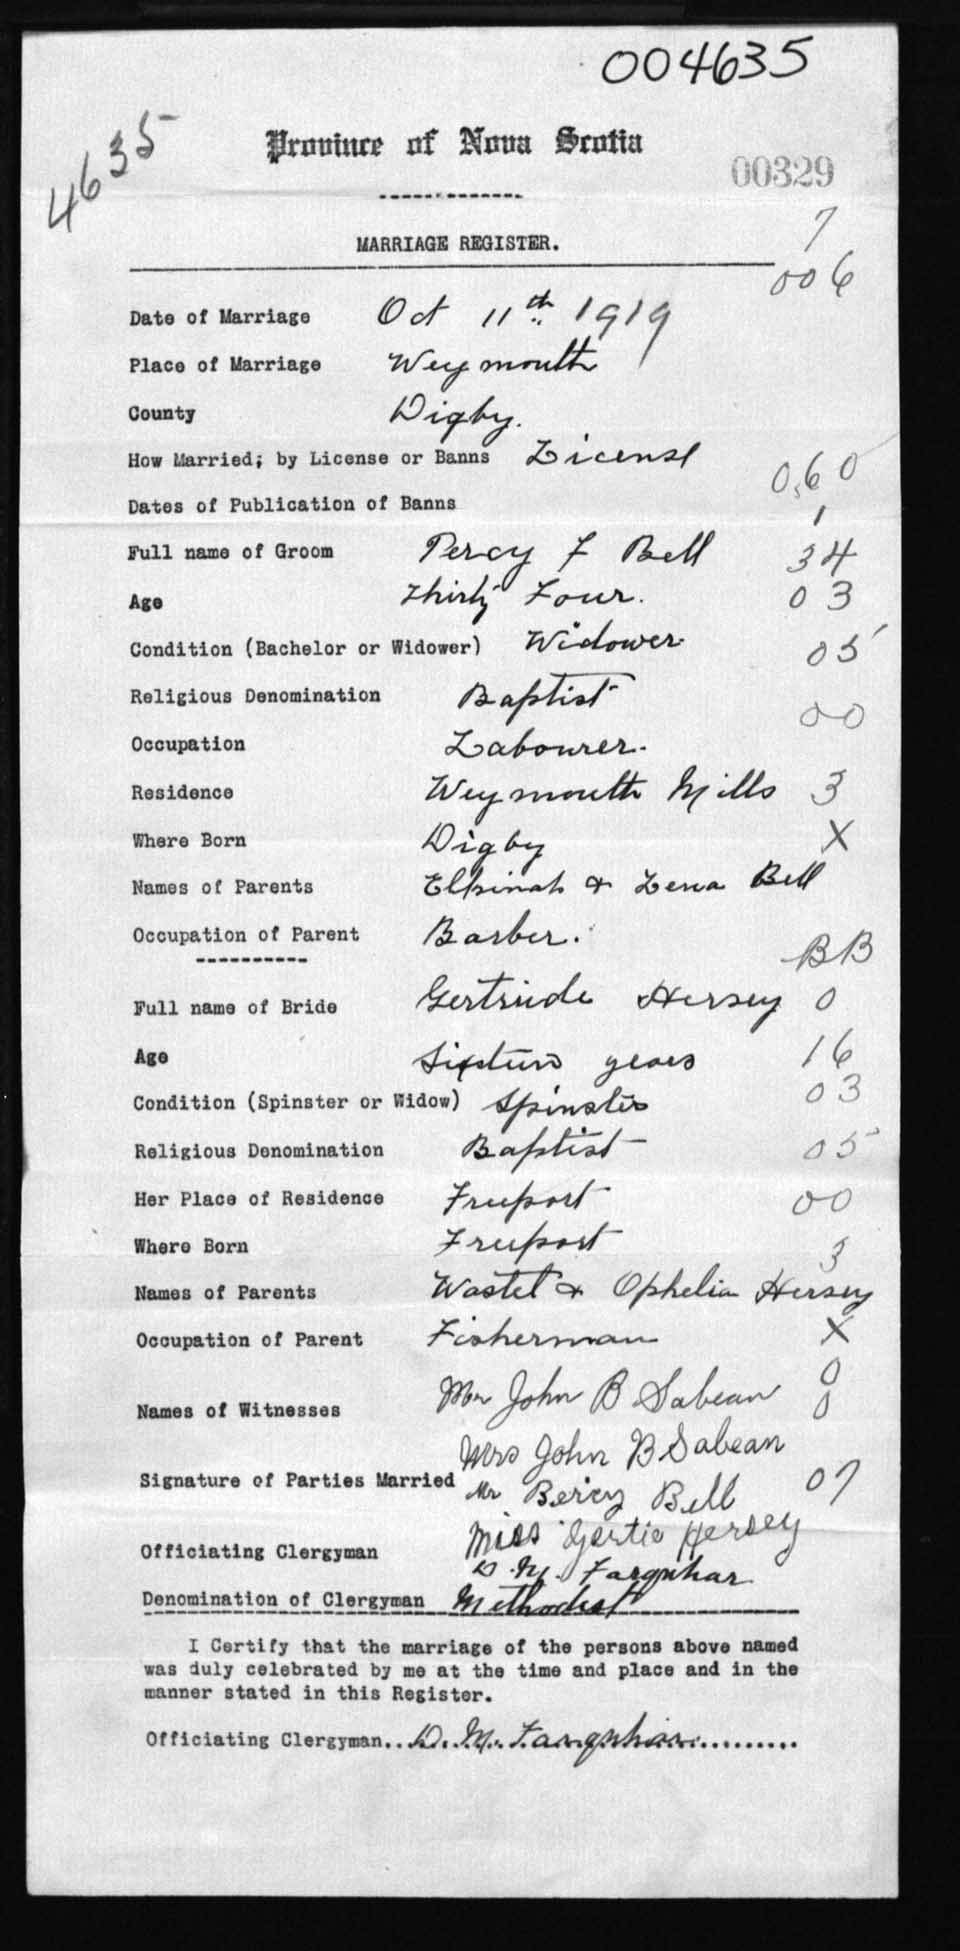 004635
4635
Province of Nova Scotia
00329
MARRIAGE REGISTER.
7
006
Date of Marriage Oct 11th 1919
Place of Marriage Weymouth
County Digby.
How Married; by License or Banns License
060
Dates of Publication of Banns
1
Full name of Groom Percy F Bell 34
Age Thirty Four. 03
Condition (Bachelor or Widower) Widower 05
Religious Denomination Baptist
00
Occupation Labourer.
Residence Weymouth Mills 3
Where Born Digby X
Names of Parents Elkinah & Lena Bell
Occupation of Parent Barber.
BB
Full name of Bride Gertrude Hersey 0
Age Sixteen years 16
Condition (Spinster or Widow) Spinster 03
Religious Denomination Baptist 05
Her Place of Residence Freeport 00
Where Born Freeport 3
Names of Parents Wastel & Ophelia Hersey
Occupation of Parent Fisherman X
Names of Witnesses Mr John B Sabean 0
0
Mrs John B Sabean
Signature of Parties Married Mr Bercy Bell 07
Miss Gertie Hersey
Officiating Clergyman D. M. Farquhar
Denomination of Clergyman Methodist
I Certify that the marriage of the persons above named
was duly celebrated by me at the time and place and in the
manner stated in this Register.
Officiating Clergyman..D. M. Farquhar..........